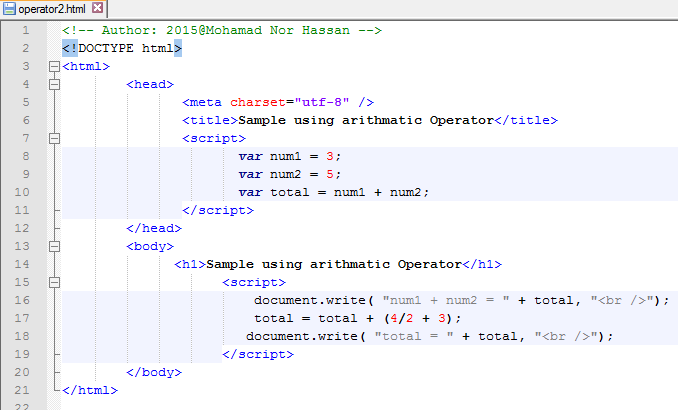 operator2.html
1 <!-- Author: 2015@Mohamad Nor Hassan -->
2 <!DOCTYPE html>
3 <html>
4 <head>
5 <meta charset="utf-8" />
6 <title>Sample using arithmatic Operator</title>
7 <script>
8 var num1 = 3;
9 var num2 = 5;
10 var total = num1 + num2;
11 </script>
12 </head>
13 <body>
14 <h1>Sample using arithmatic Operator</h1>
15 <script>
16 document.write( "num1 + num2 = " + total, "<br />");
17 total = total + (4/2 + 3);
18 document.write( "total = " + total, "<br />");
19 </script>
20 </body>
21 </html>
22